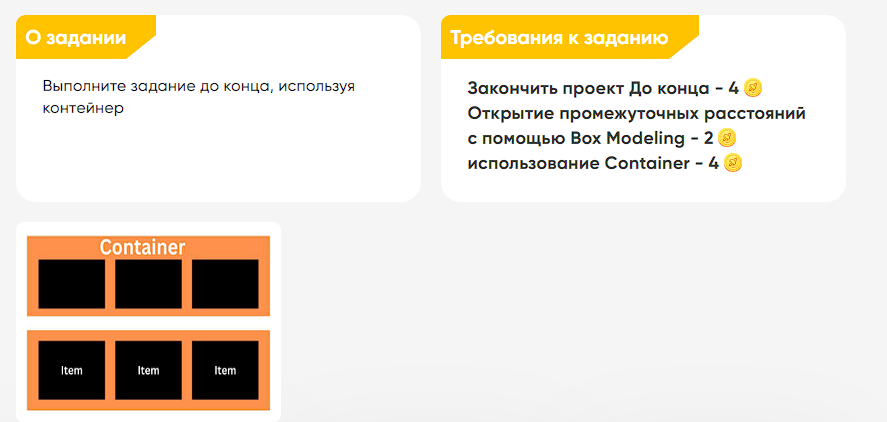 О задании
Выполните задание до конца, используя
контейнер
Требования к заданию
Закончить проект До конца - 4
Открытие промежуточных расстояний
с помощью Box Modeling - 2
использование Container - 4
Container
Item Item Item